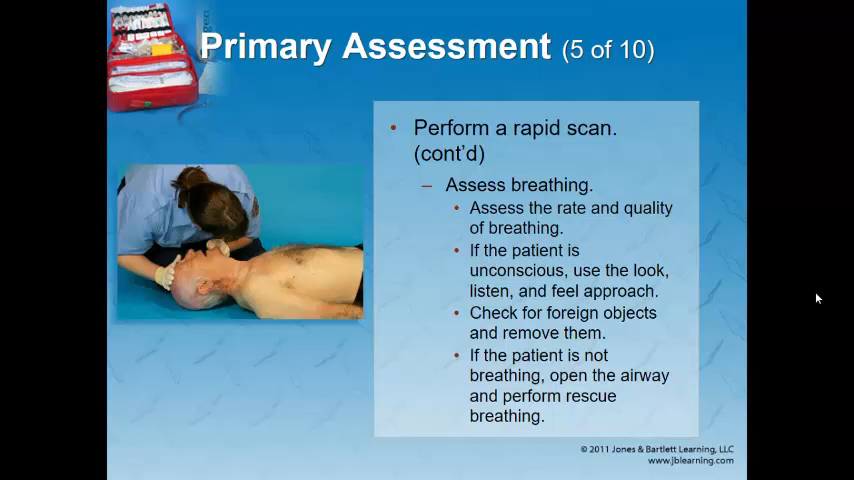 Primary Assessment (5 of 10)
• Perform a rapid scan.
(cont’d)
– Assess breathing.
• Assess the rate and quality
of breathing.
• If the patient is
unconscious, use the look,
listen, and feel approach.
• Check for foreign objects
and remove them.
• If the patient is not
breathing, open the airway
and perform rescue
breathing.
© 2011 Jones & Bartlett Learning, LLC
www.jblearning.com